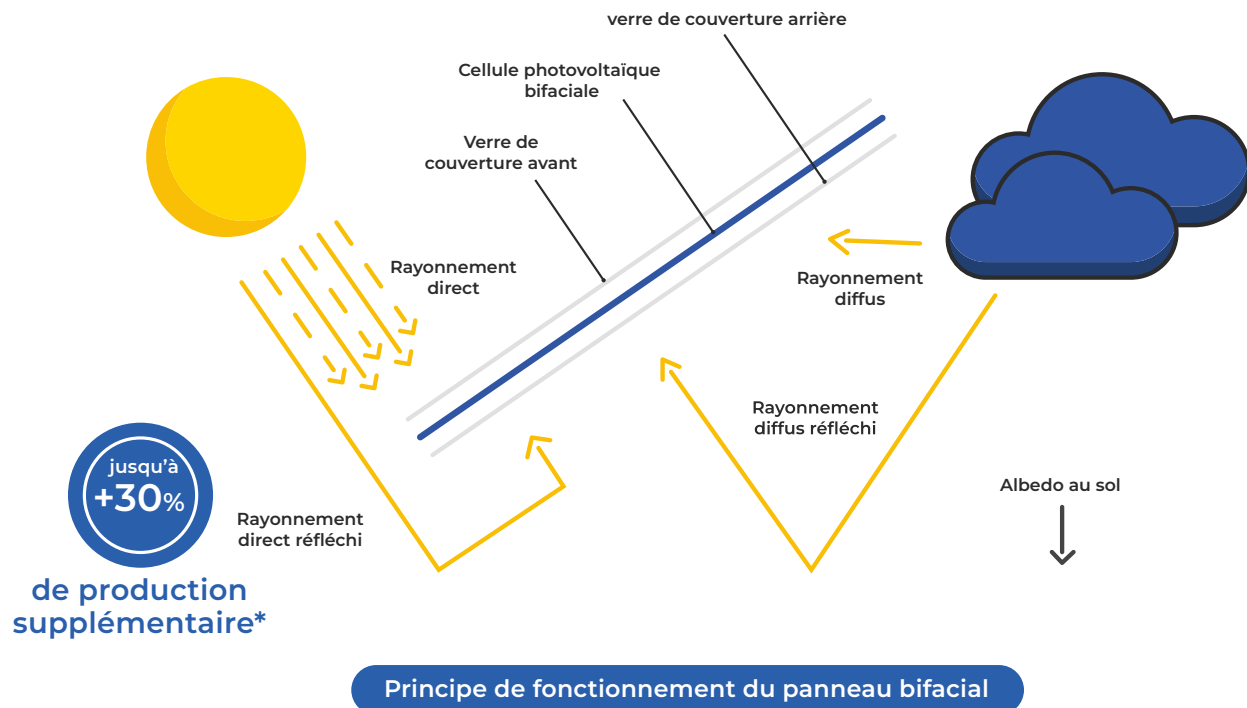 verre de couverture arrière
Cellule photovoltaïque
bifaciale
Verre de
couverture avant
Rayonnement
direct
Rayonnement
diffus
Rayonnement
diffus réfléchi
Albedo au sol
jusqu’à
+30%
de production
supplémentaire*
Rayonnement
direct réfléchi
Principe de fonctionnement du panneau bifacial